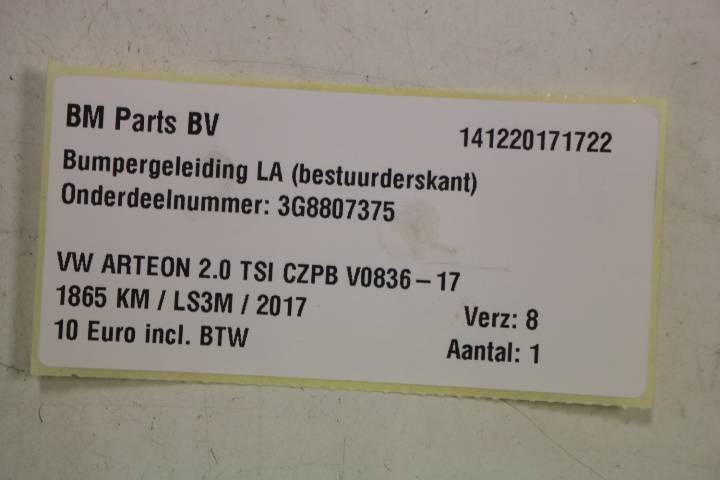 BM Parts BV 141220171722
Bumpergeleiding LA (bestuurderskant)
Onderdeelnummer: 3G8807375
VW ARTEON 2.0 TSI CZPB V0836-17
1865 KM / LS3M / 2017 Verz: 8
10 Euro incl. BTW Aantal: 1